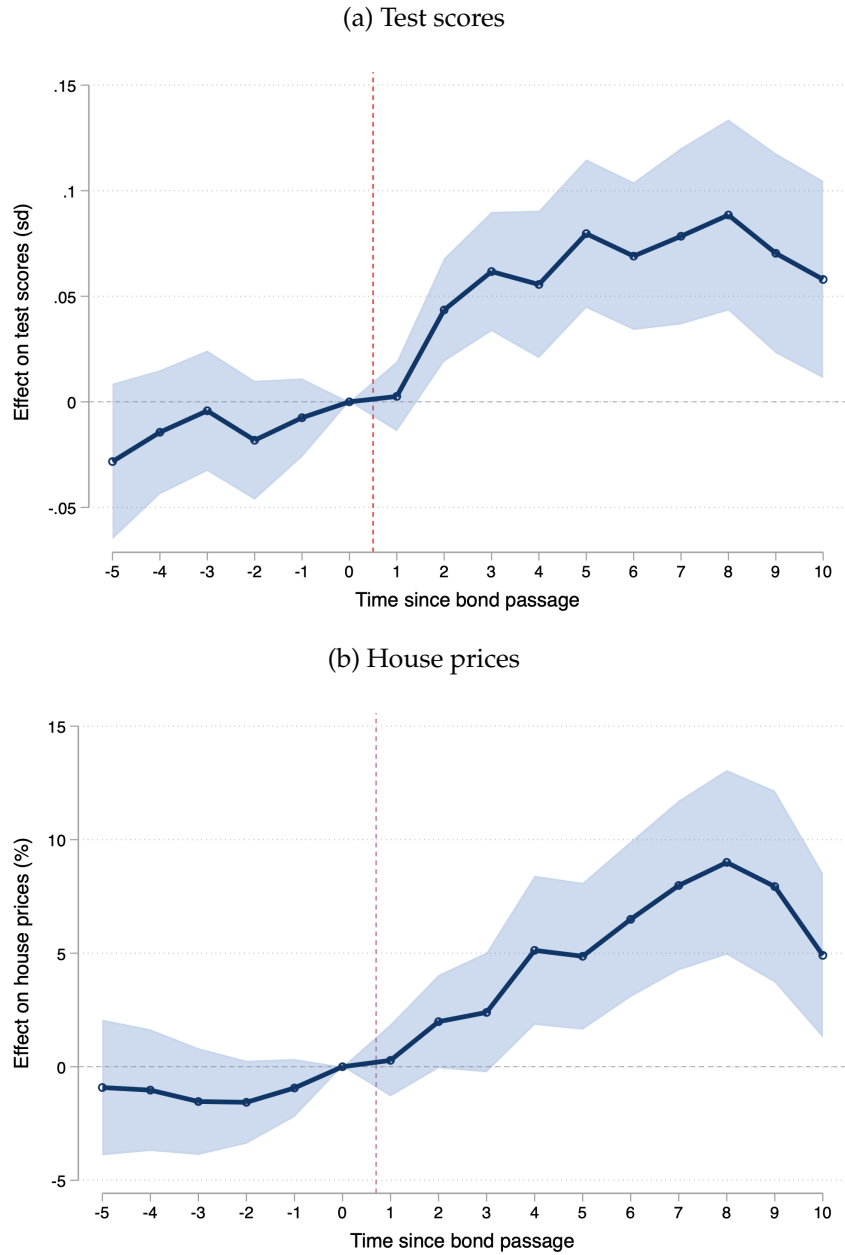 (a) Test scores
.15
.1
.05
0
-.05
Effect on test scores (sd)
-5 -4 -3 -2 -1 0 1 2 3 4 5 6 7 8 9 10
Time since bond passage
(b) House prices
15
10
5
0
-5
Effect on house prices (%)
-5 -4 -3 -2 -1 0 1 2 3 4 5 6 7 8 9 10
Time since bond passage